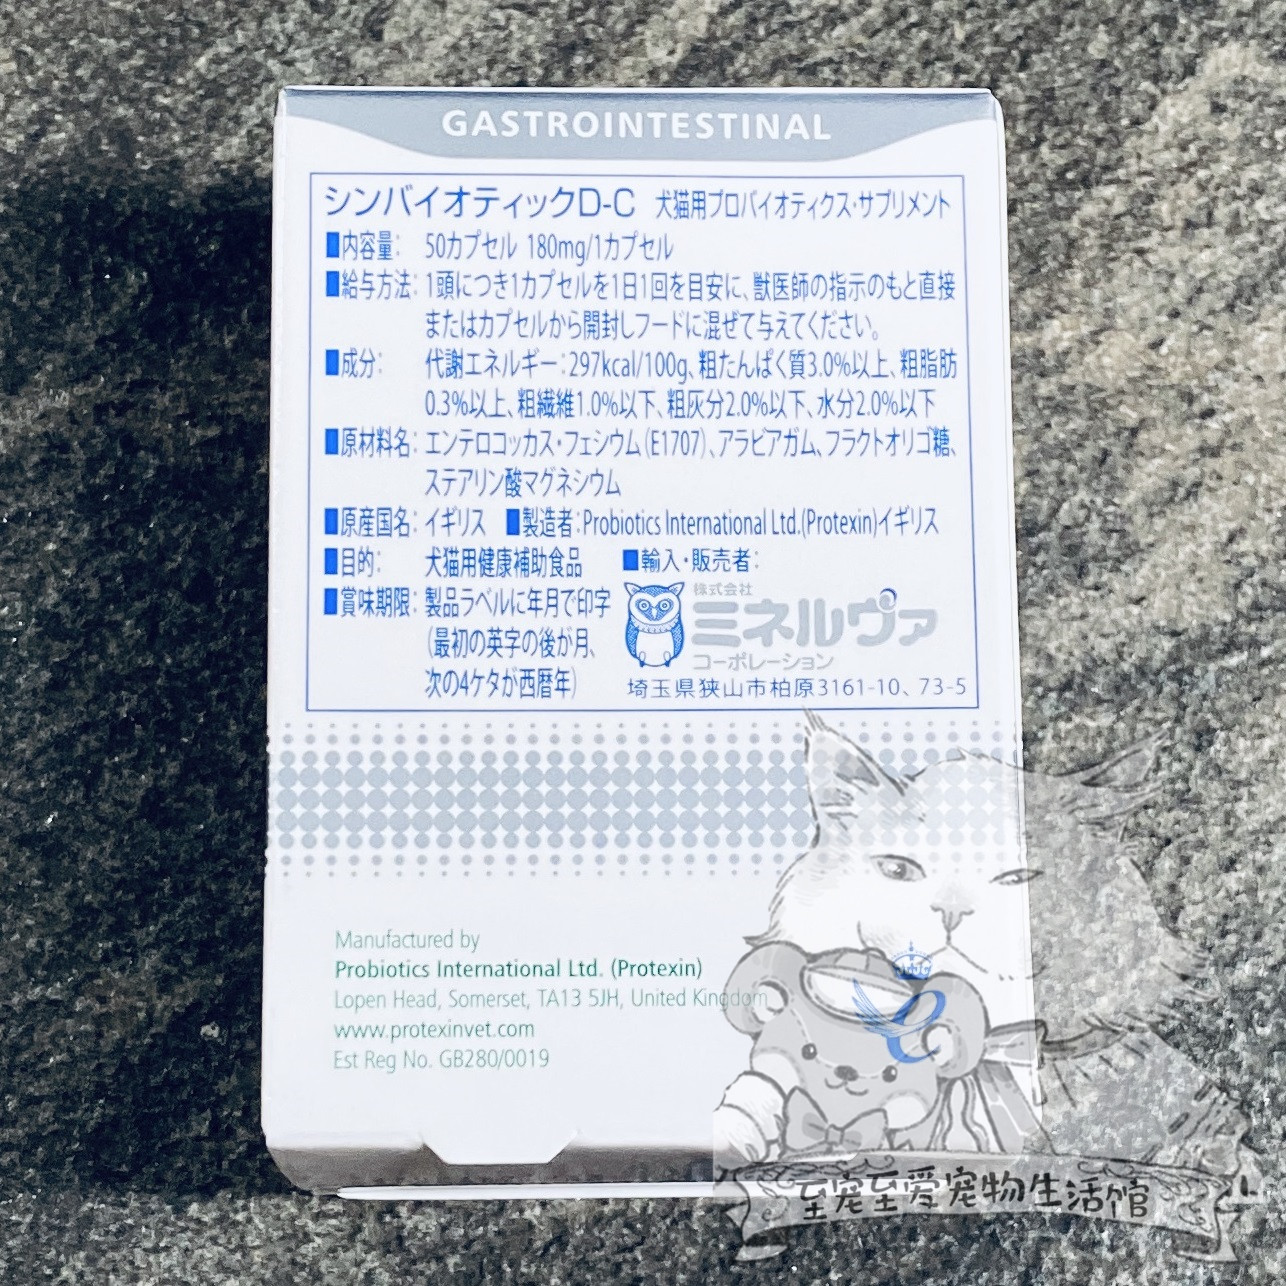 GASTROINTESTINAL
シンバイオティックD-C 犬猫用プロバイオティクス・サプリメント
■内容量: 50カプセル 180mg/1カプセル
■給与方法: 1頭につき1カプセルを1日1回を目安に、獣医師の指示のもと直接
またはカプセルから開封しフードに混ぜて与えてください。
■成分: 代謝エネルギー:297kcal/100g、粗たんぱく質3.0%以上、粗脂肪
0.3%以上、粗繊維1.0%以下、粗灰分2.0%以下、水分2.0%以下
■原材料名: エンテロコッカス・フェシウム(E1707)、アラビアガム、フラクトオリゴ糖、
ステアリン酸マグネシウム
■原産国名: イギリス ■製造者:Probiotics International Ltd.(Protexin)イギリス
■目的: 犬猫用健康補助食品 ■輸入・販売者:
■賞味期限: 製品ラベルに年月で印字
(最初の英字の後が月、
次の4ケタが西暦年)
株式会社
ミネルヴァ
コーポレーション
埼玉県狭山市柏原3161-10、73-5
Manufactured by
Probiotics International Ltd. (Protexin)
Lopen Head, Somerset, TA13 5JH, United Kingdom
www.protexinvet.com
Est Reg No. GB280/0019
至宠至爱宠物生活馆